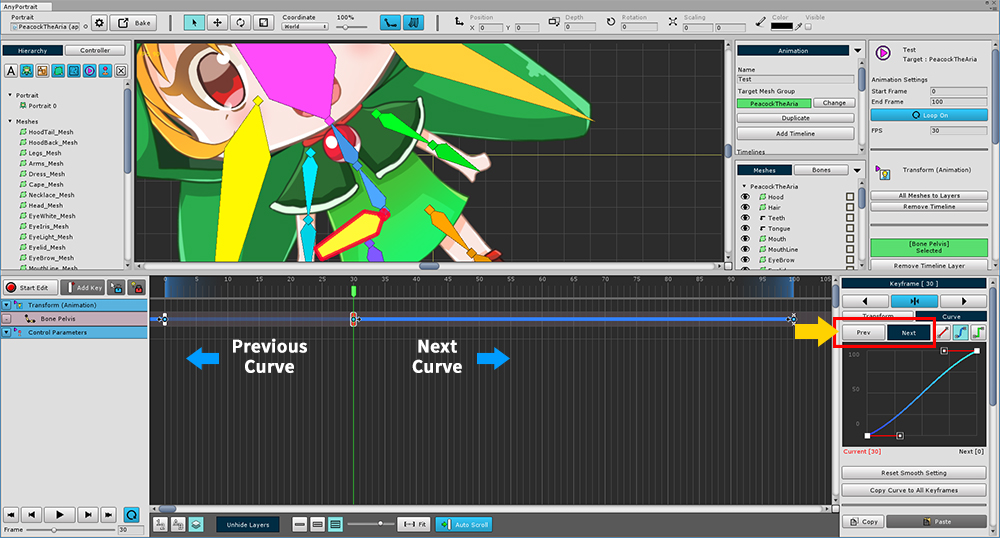 AnyPortrait
Portrait
PeacockTheAria (ap
Bake
Coordinate
World
100%
Position
X 0 Y 0
Depth
0
Rotation
0
Scaling
X 0 Y 0
Color
Visible
Hierarchy
Controller
Portrait
Portrait 0
Meshes
HoodTail_Mesh
HoodBack_Mesh
Legs_Mesh
Arms_Mesh
Dress_Mesh
Cape_Mesh
Necklace_Mesh
Head_Mesh
EyeWhite_Mesh
EyeIris_Mesh
EyeLight_Mesh
Eyelid_Mesh
EyeBrow_Mesh
MouthLine_Mesh
Animation
Name
Test
Target Mesh Group
PeacockTheAria
Change
Duplicate
Add Timeline
Timelines
Meshes
Bones
PeacockTheAria
Hood
Hair
Teeth
Tongue
Mouth
MouthLine
EyeBrow
Test
Target : PeacockTheAria
Animation Settings
Start Frame 0
End Frame 100
Loop On
FPS 30
Transform (Animation)
All Meshes to Layers
Remove Timeline
[Bone Pelvis]
Selected
Remove Timeline Layer
Start Edit
Add Key
Transform (Animation)
Bone Pelvis
Control Parameters
0 5 10 15 20 25 30 35 40 45 50 55 60 65 70 75 80 85 90 95 100 105
Previous
Curve
Next
Curve
Keyframe [ 30 ]
Transform
Curve
Prev
Next
100
50
0
Current [30]
Next [0]
Reset Smooth Setting
Copy Curve to All Keyframes
Copy
Paste
Frame
30
Unhide Layers
Fit
Auto Scroll